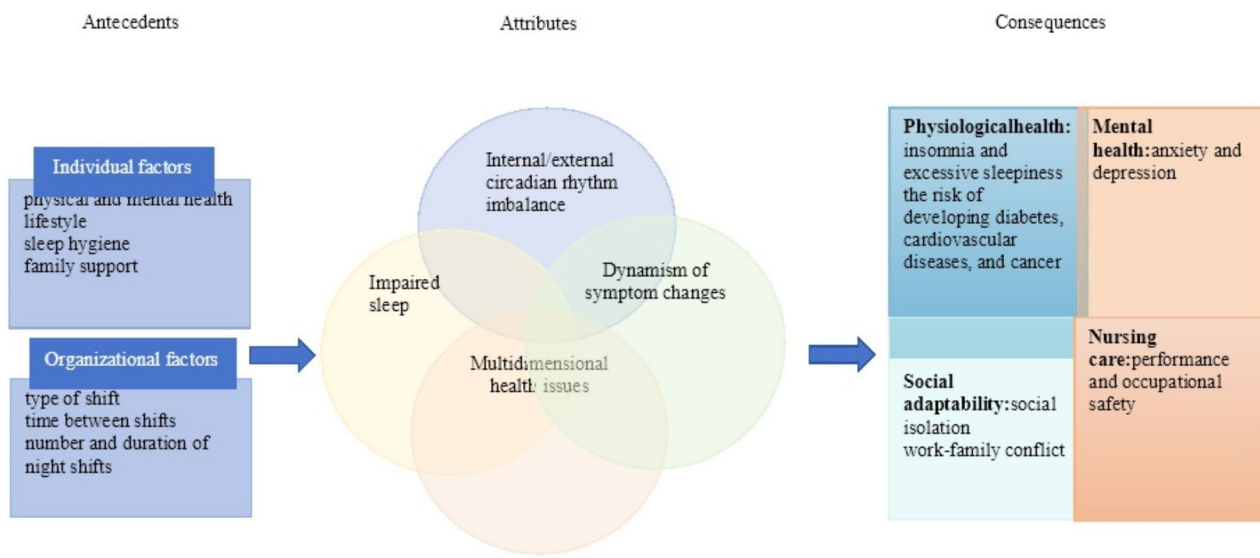 Antecedents
Attributes
Consequences
Individual factors
physical and mental health
lifestyle
sleep hygiene
family support
Organizational factors
type of shift
time between shifts
number and duration of
night shifts
Internal/external
circadian rhythm
imbalance
Impaired
sleep
Dynamism of
symptom changes
Multidimensional
health issues
Physiologicalhealth:
insomnia and
excessive sleepiness
the risk of
developing diabetes,
cardiovascular
diseases, and cancer
Mental
health:anxiety and
depression
Social
adaptability:social
isolation
work-family conflict
Nursing
care:performance
and occupational
safety